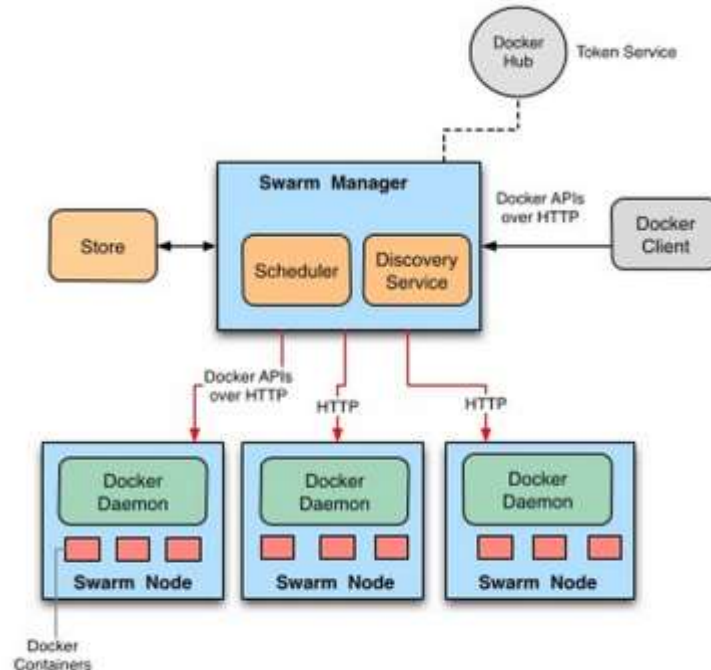 Docker
Hub
Token Service
Swarm Manager
Docker APIs
over HTTP
Store
Scheduler
Discovery
Service
Docker
Client
Docker APIs
over HTTP
HTTP
HTTP
Docker
Daemon
Docker
Daemon
Docker
Daemon
Swarm Node
Swarm Node
Swarm Node
Docker
Containers